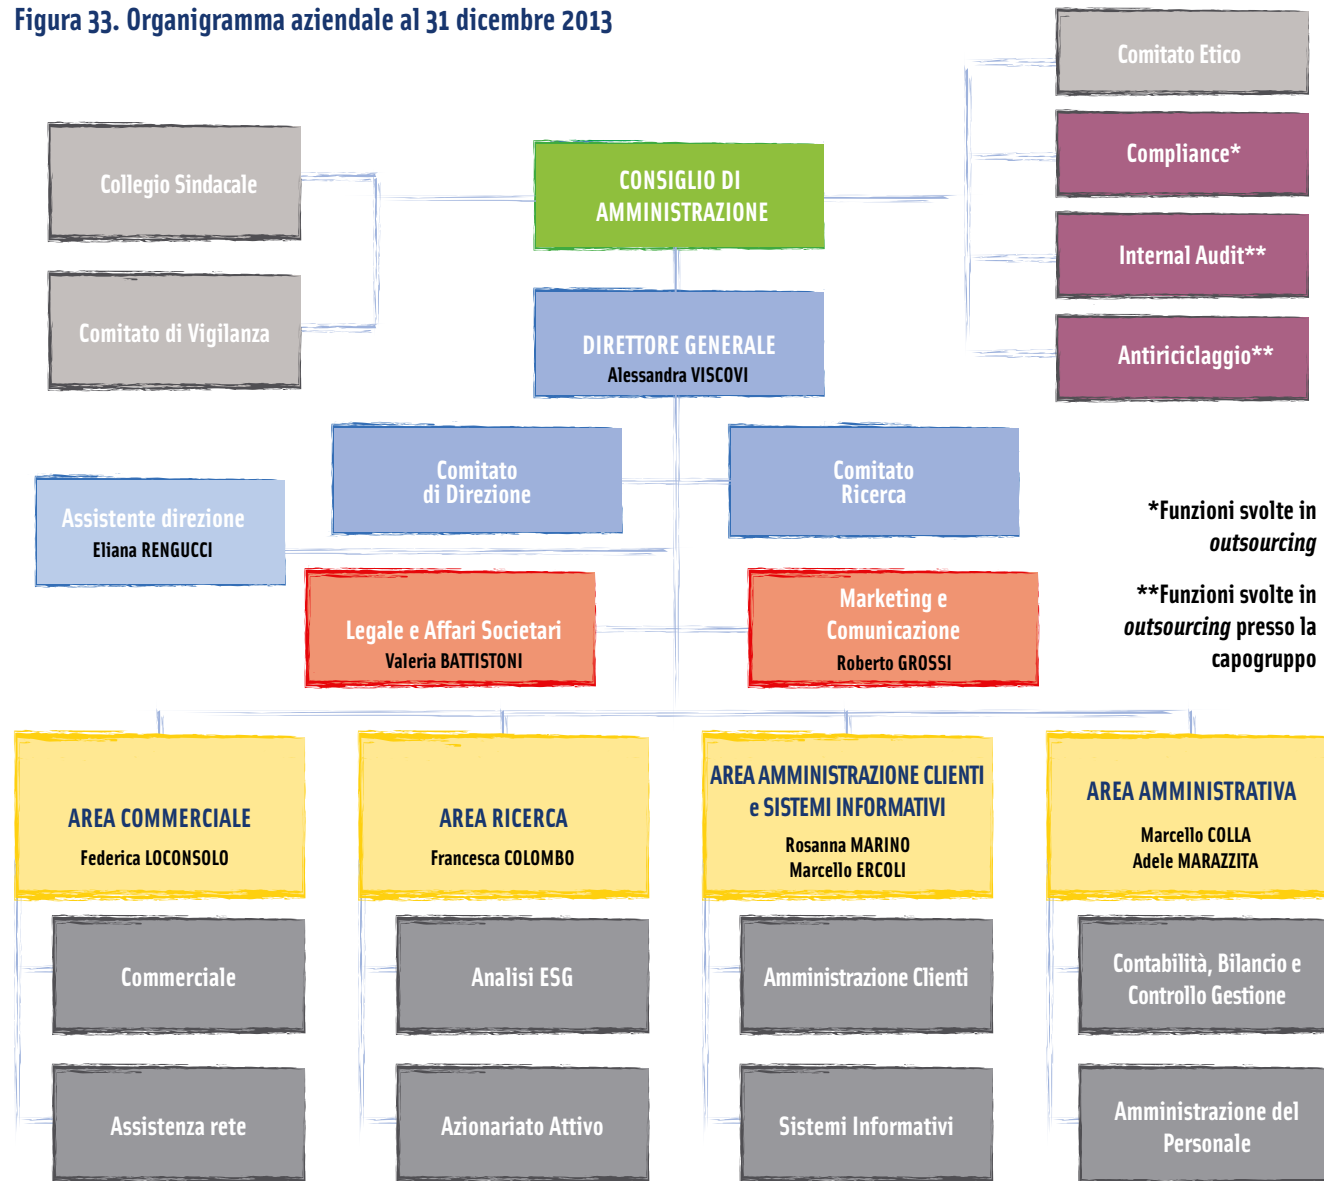 Figura 33. Organigramma aziendale al 31 dicembre 2013
Comitato Etico
Collegio Sindacale
Compliance*
CONSIGLIO DI
AMMINISTRAZIONE
Internal Audit**
Comitato di Vigilanza
DIRETTORE GENERALE
Alessandra VISCOVI
Antiriciclaggio**
Comitato
di Direzione
Comitato
Ricerca
Assistente direzione
Eliana RENGUCCI
*Funzioni svolte in
outsourcing
**Funzioni svolte in
outsourcing presso la
capogruppo
Legale e Affari Societari
Valeria BATTISTONI
Marketing e
Comunicazione
Roberto GROSSI
AREA COMMERCIALE
Federica LOCONSOLO
AREA RICERCA
Francesca COLOMBO
AREA AMMINISTRAZIONE CLIENTI
e SISTEMI INFORMATIVI
Rosanna MARINO
Marcello ERCOLI
AREA AMMINISTRATIVA
Marcello COLLA
Adele MARAZZITA
Commerciale
Analisi ESG
Amministrazione Clienti
Contabilità, Bilancio e
Controllo Gestione
Assistenza rete
Azionariato Attivo
Sistemi Informativi
Amministrazione del
Personale